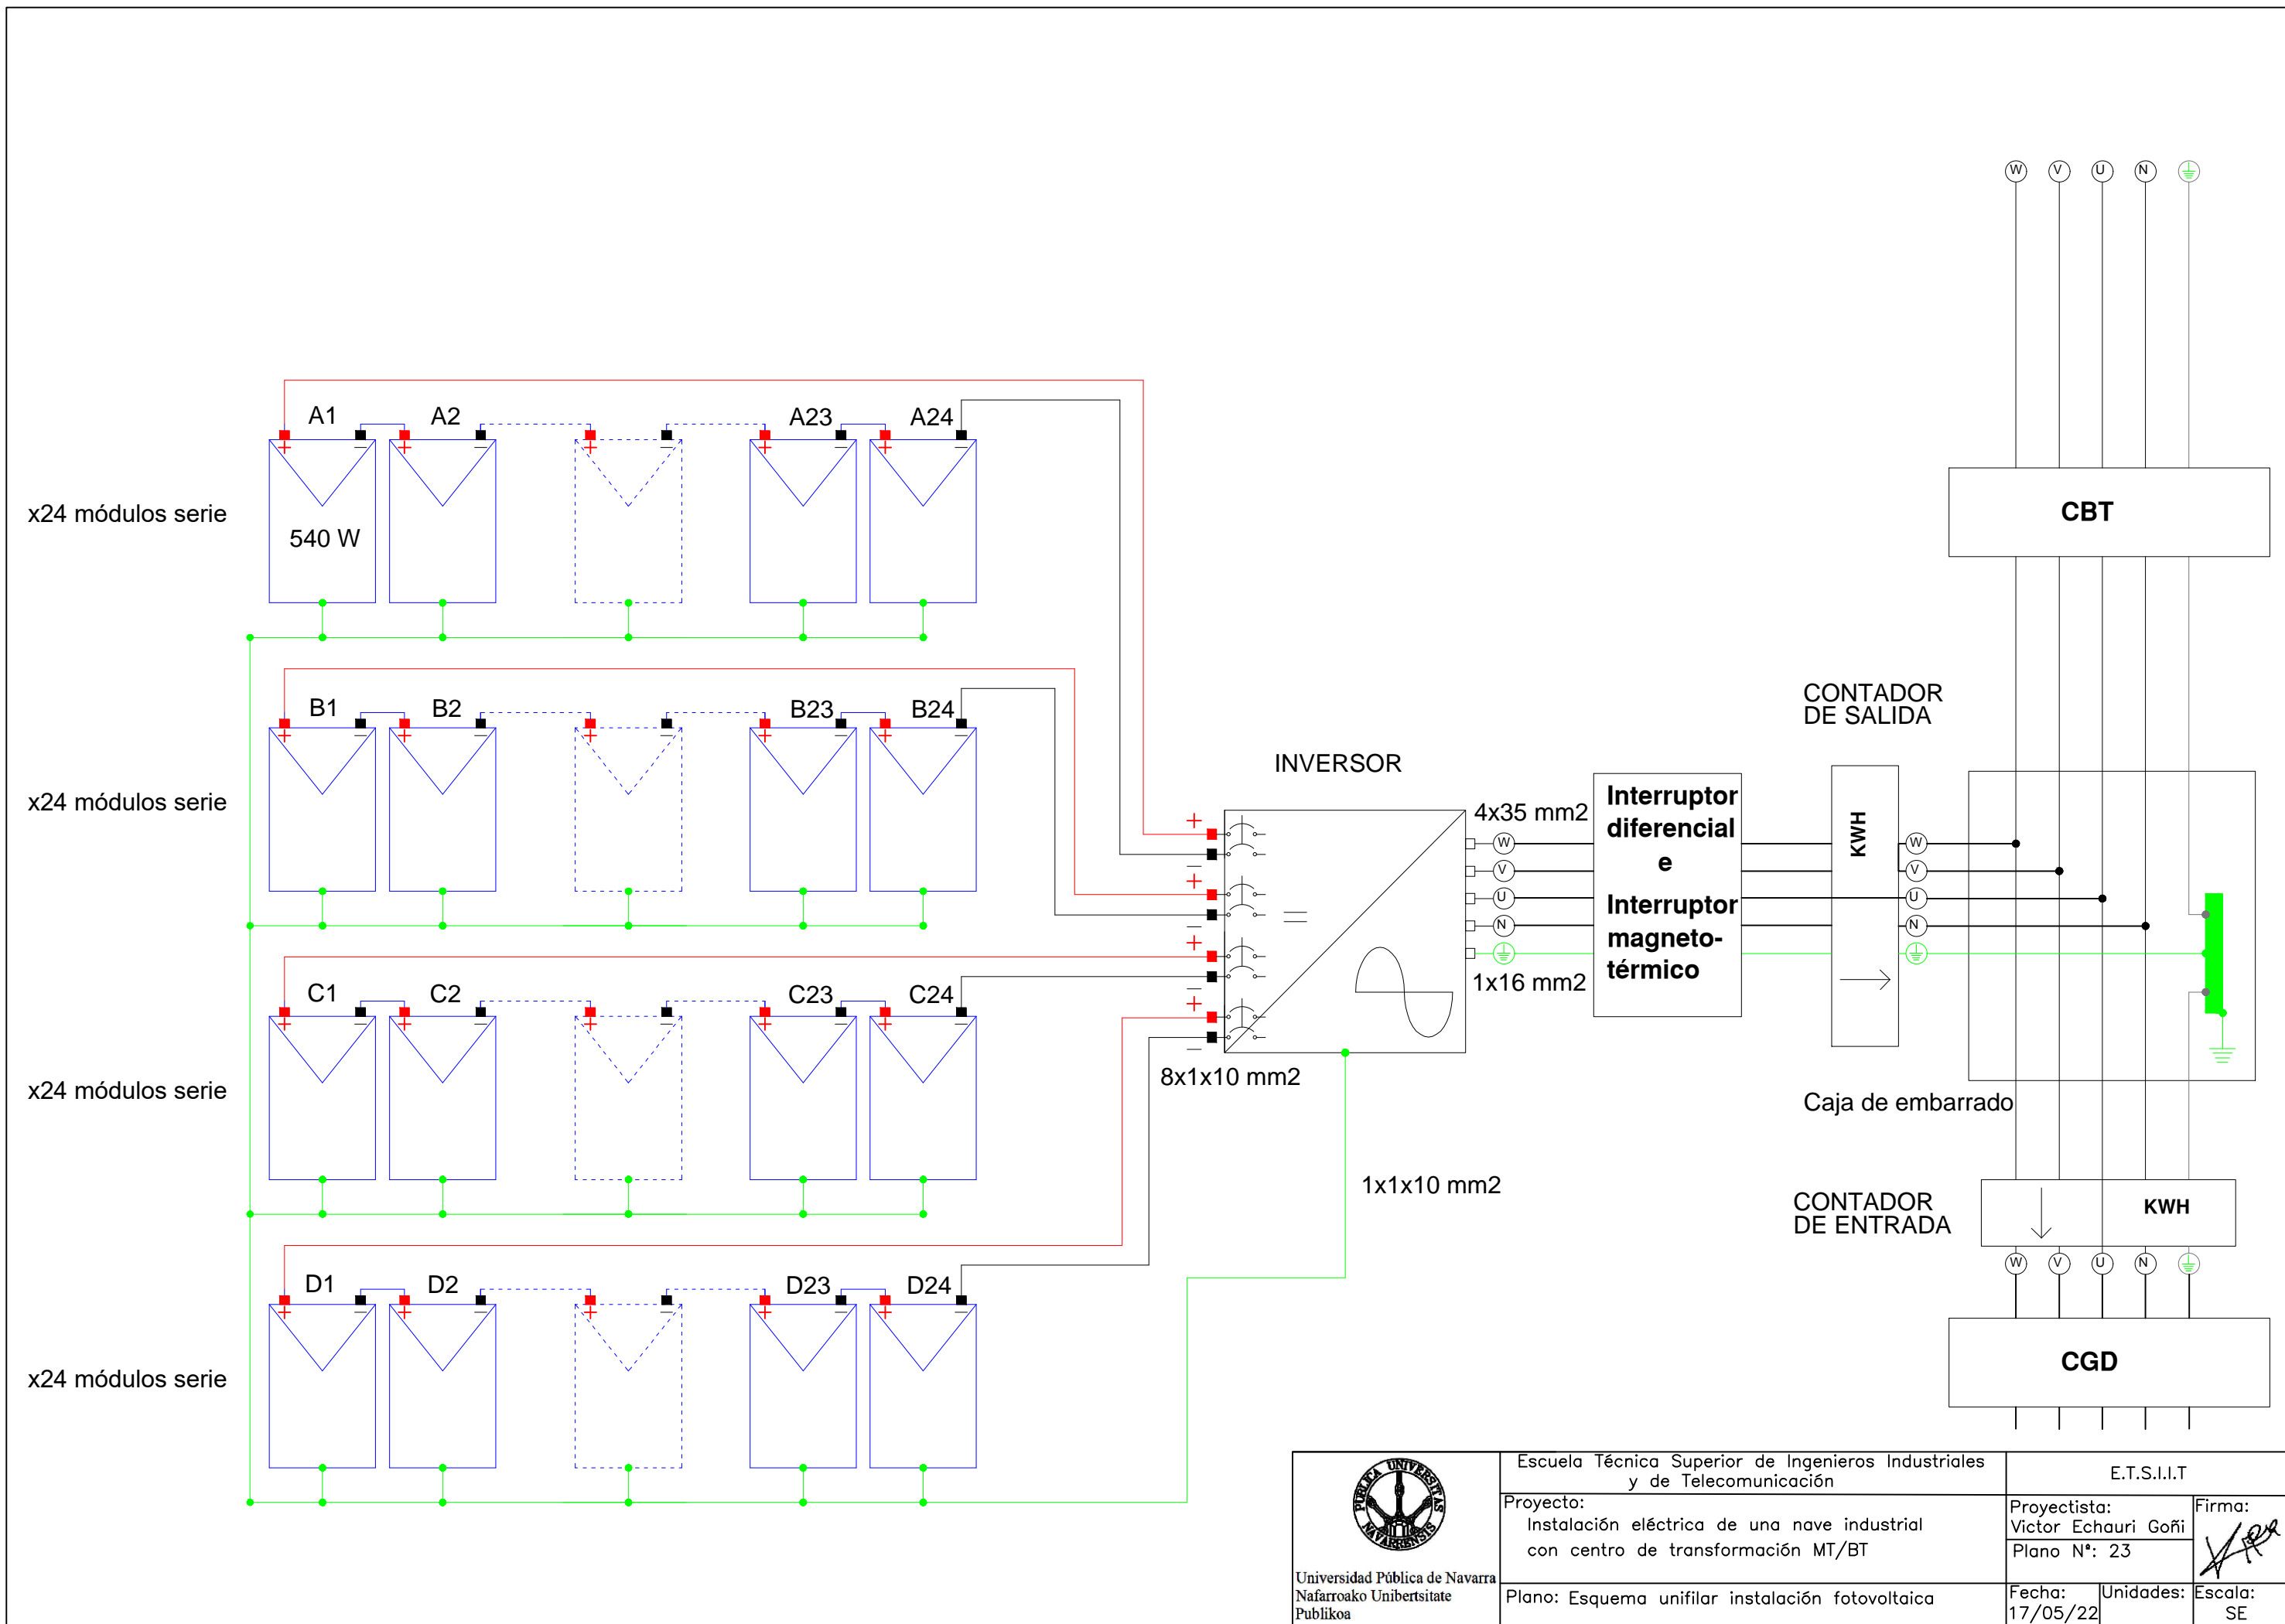 W V U N
CBT
A1 A2 A23 A24
x24 módulos serie
540 W
+ − + − + − + − + −
B1 B2 B23 B24
x24 módulos serie
+ − + − + − + − + −
C1 C2 C23 C24
x24 módulos serie
+ − + − + − + − + −
D1 D2 D23 D24
x24 módulos serie
+ − + − + − + − + −
INVERSOR
+
−
+
−
+
−
+
−
=
8x1x10 mm2
1x1x10 mm2
4x35 mm2
W
V
U
N
1x16 mm2
Interruptor
diferencial
e
Interruptor
magneto-
térmico
CONTADOR
DE SALIDA
KWH
W
V
U
N
Caja de embarrado
CONTADOR
DE ENTRADA
KWH
W V U N
CGD
PUBLICA UNIVERSITAS NAVARRENSIS
Universidad Pública de Navarra
Nafarroako Unibertsitate
Publikoa
Escuela Técnica Superior de Ingenieros Industriales
y de Telecomunicación
E.T.S.I.I.T
Proyecto:
Instalación eléctrica de una nave industrial
con centro de transformación MT/BT
Proyectista:
Victor Echauri Goñi
Firma:
Plano Nº: 23
Plano: Esquema unifilar instalación fotovoltaica
Fecha:
17/05/22
Unidades:
Escala:
SE